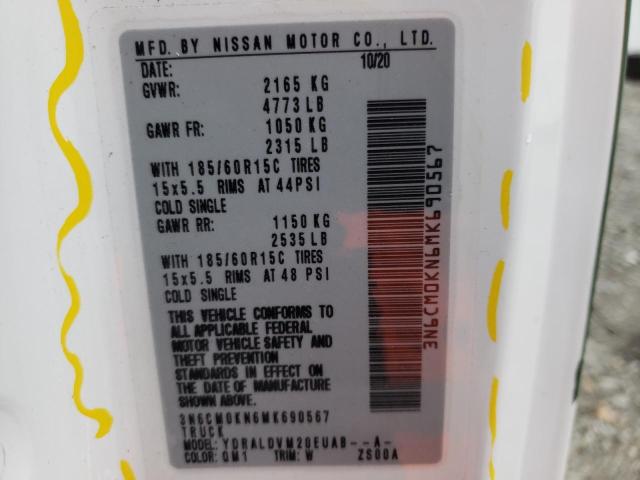 MFD. BY NISSAN MOTOR CO., LTD.
DATE: 10/20
GVWR: 2165 KG
4773 LB
GAWR FR: 1050 KG
2315 LB
WITH 185/60R15C TIRES
15x5.5 RIMS AT 44PSI
COLD SINGLE
GAWR RR: 1150 KG
2535 LB
WITH 185/60R15C TIRES
15x5.5 RIMS AT 48 PSI
COLD SINGLE
THIS VEHICLE CONFORMS TO
ALL APPLICABLE FEDERAL
MOTOR VEHICLE SAFETY AND
THEFT PREVENTION
STANDARDS IN EFFECT ON
THE DATE OF MANUFACTURE
SHOWN ABOVE.
3N6CM0KN6MK690567
TRUCK
MODEL: YDRALDVM20EUAB--A-
COLOR: QM1 TRIM: W ZS00A
3N6CM0KN6MK690567